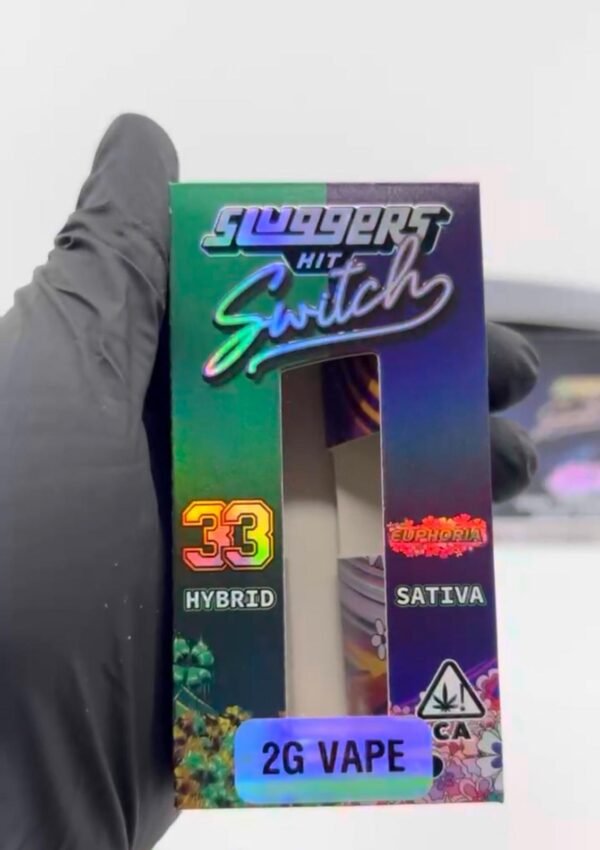 SLUGGERS
HIT
Switch
33
HYBRID
EUPHORIA
SATIVA
!
CA
2G VAPE